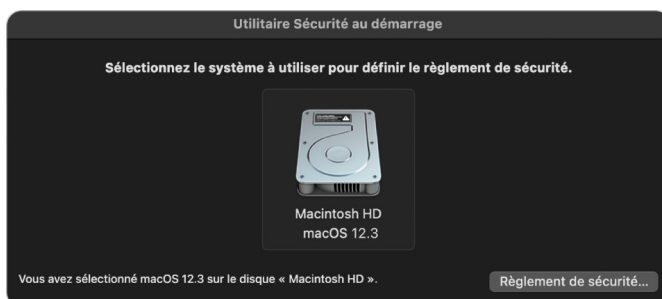 Utilitaire Sécurité au démarrage
Sélectionnez le système à utiliser pour définir le règlement de sécurité.
Macintosh HD
macOS 12.3
Vous avez sélectionné macOS 12.3 sur le disque « Macintosh HD ».
Règlement de sécurité...